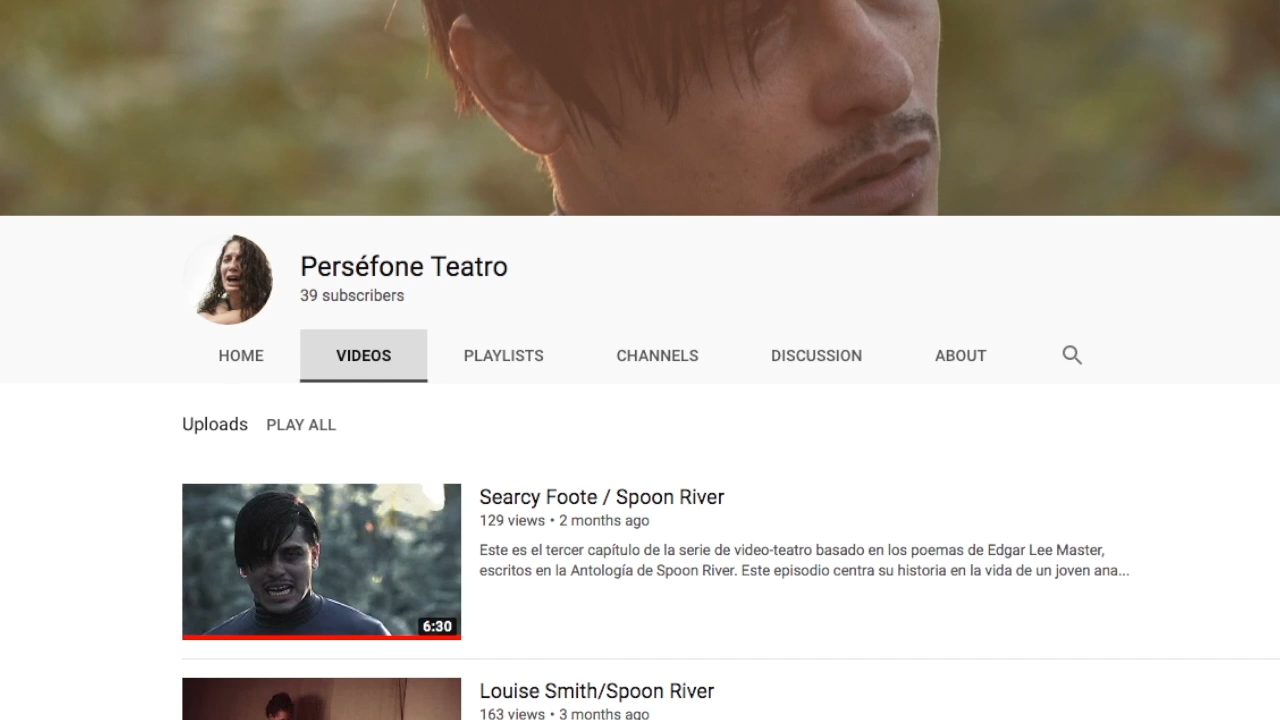 Perséfone Teatro
39 subscribers
HOME VIDEOS PLAYLISTS CHANNELS DISCUSSION ABOUT
Uploads PLAY ALL
Searcy Foote / Spoon River
129 views • 2 months ago
Este es el tercer capítulo de la serie de video-teatro basado en los poemas de Edgar Lee Master,
escritos en la Antología de Spoon River. Este episodio centra su historia en la vida de un joven ana...
6:30
Louise Smith/Spoon River
163 views • 3 months ago